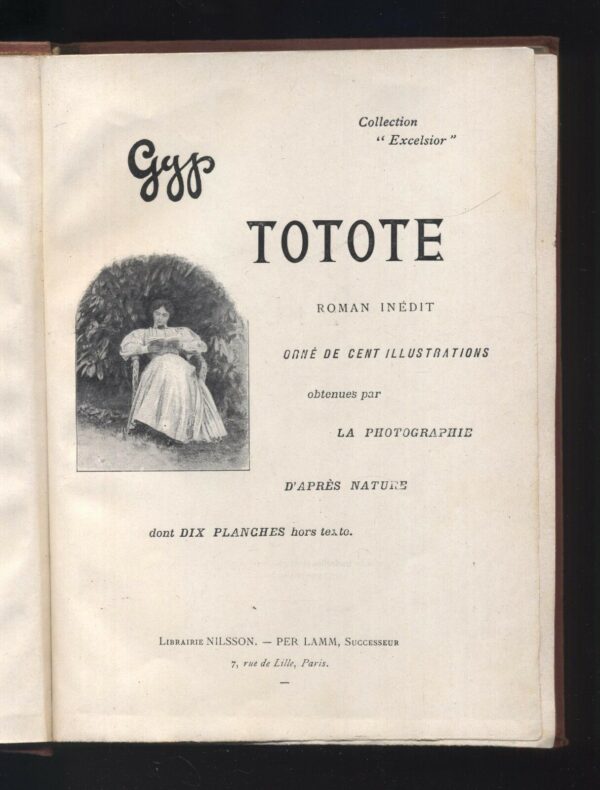 Collection
“ Excelsior ”
Gyp
TOTOTE
ROMAN INÉDIT
ORNÉ DE CENT ILLUSTRATIONS
obtenues par
LA PHOTOGRAPHIE
D'APRÈS NATURE
dont DIX PLANCHES hors texte.
LIBRAIRIE NILSSON. — PER LAMM, SUCCESSEUR
7, rue de Lille, Paris.